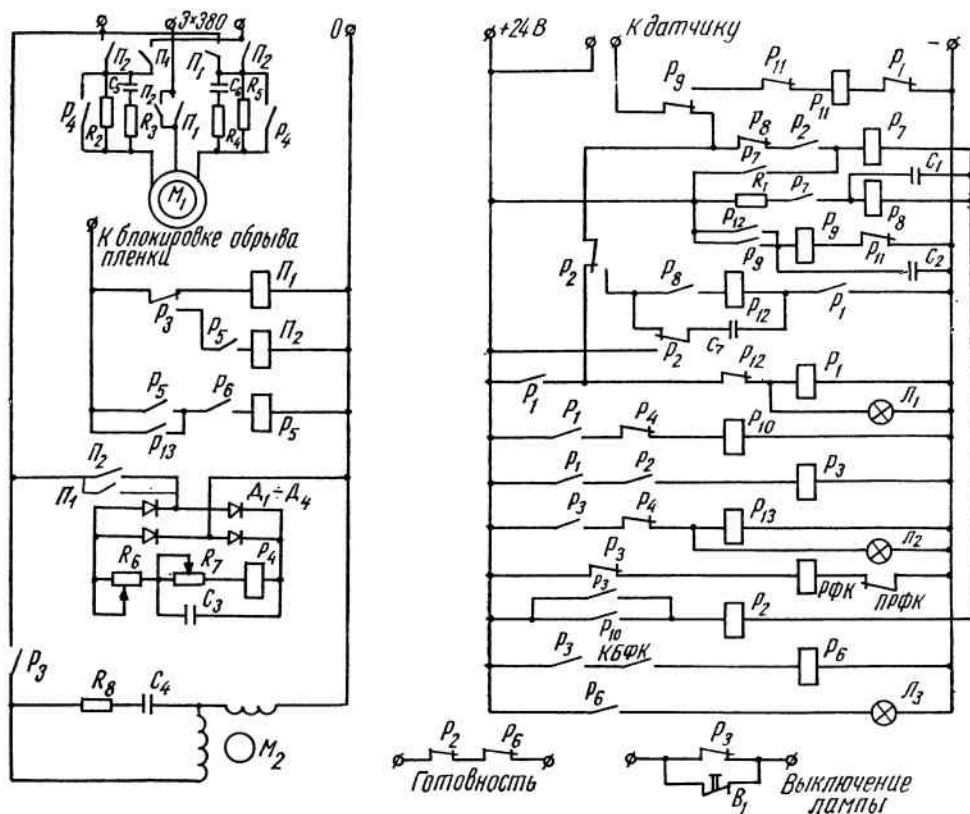 3×380
0
П2
П4
П1
П2
C5
П2
C6
R5
P4
R2
R3
П1
R4
P4
M1
К блокировке обрыва
пленки
П1
P3
P5
П2
P5
P6
P13
P5
П2
П1
Д1÷Д4
R6
R7
P4
C3
P3
R8
C4
M2
+24 В
К датчику
–
P9
P11
P11
P1
P8
P2
P7
P7
C1
R1
P7
P8
P12
P9
P9
P11
C2
P2
P8
P12
P1
P2
C7
P1
P12
P1
Л1
P1
P4
P10
P1
P2
P3
P3
P4
P13
Л2
P3
РФК
ПРФК
P3
P10
P2
P3
КБФК
P6
P6
Л3
P2
P6
Готовность
P3
B1
Выключение
лампы